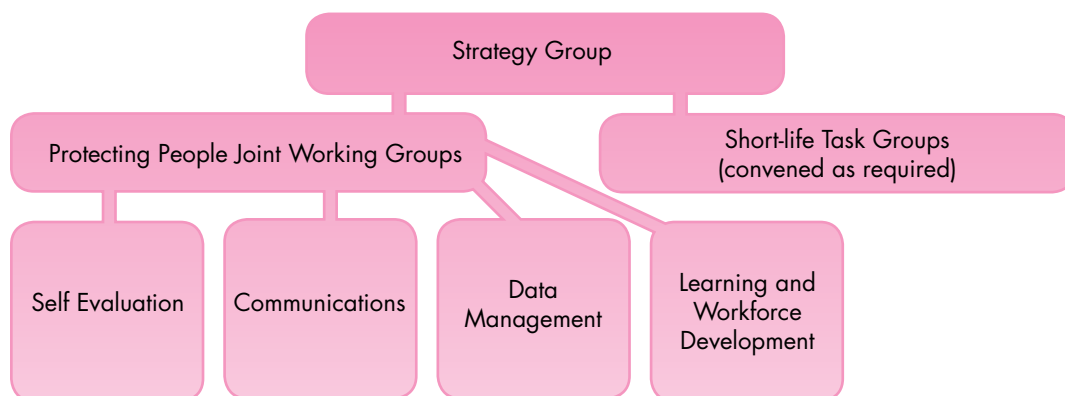 Strategy Group
Protecting People Joint Working Groups
Short-life Task Groups
(convened as required)
Self Evaluation
Communications
Data
Management
Learning and
Workforce
Development